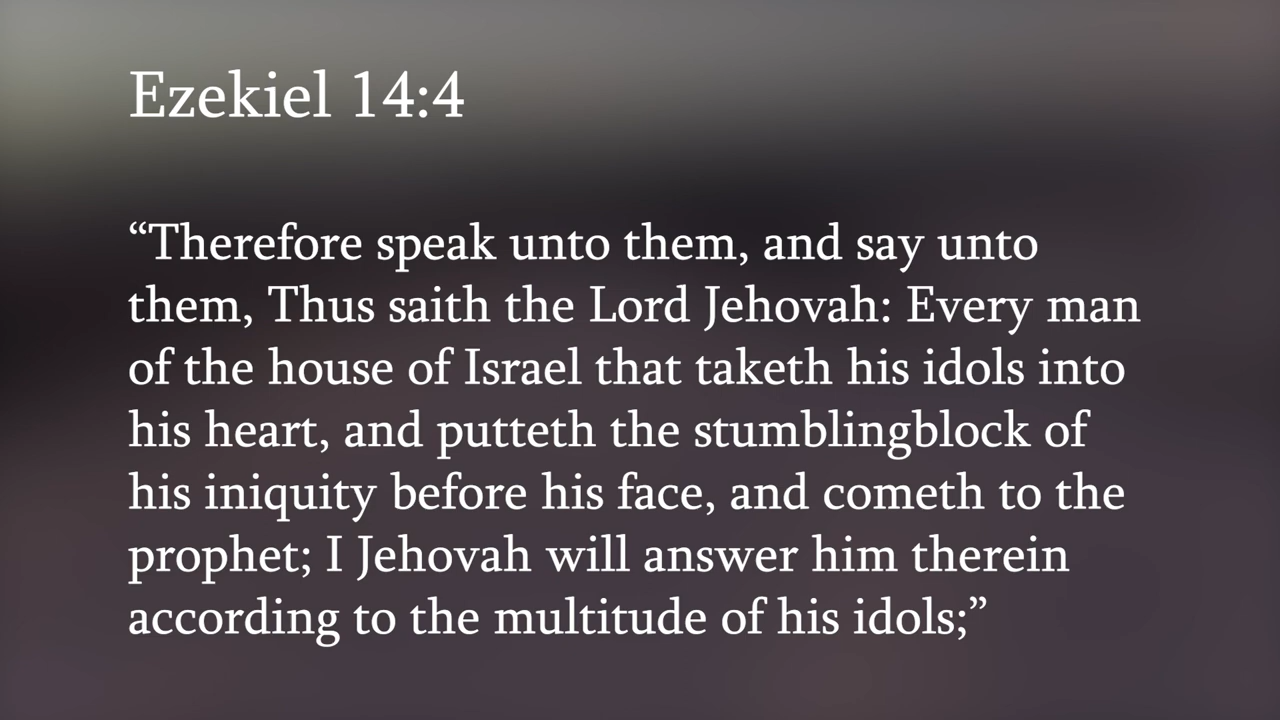 Ezekiel 14:4
“Therefore speak unto them, and say unto
them, Thus saith the Lord Jehovah: Every man
of the house of Israel that taketh his idols into
his heart, and putteth the stumblingblock of
his iniquity before his face, and cometh to the
prophet; I Jehovah will answer him therein
according to the multitude of his idols;”